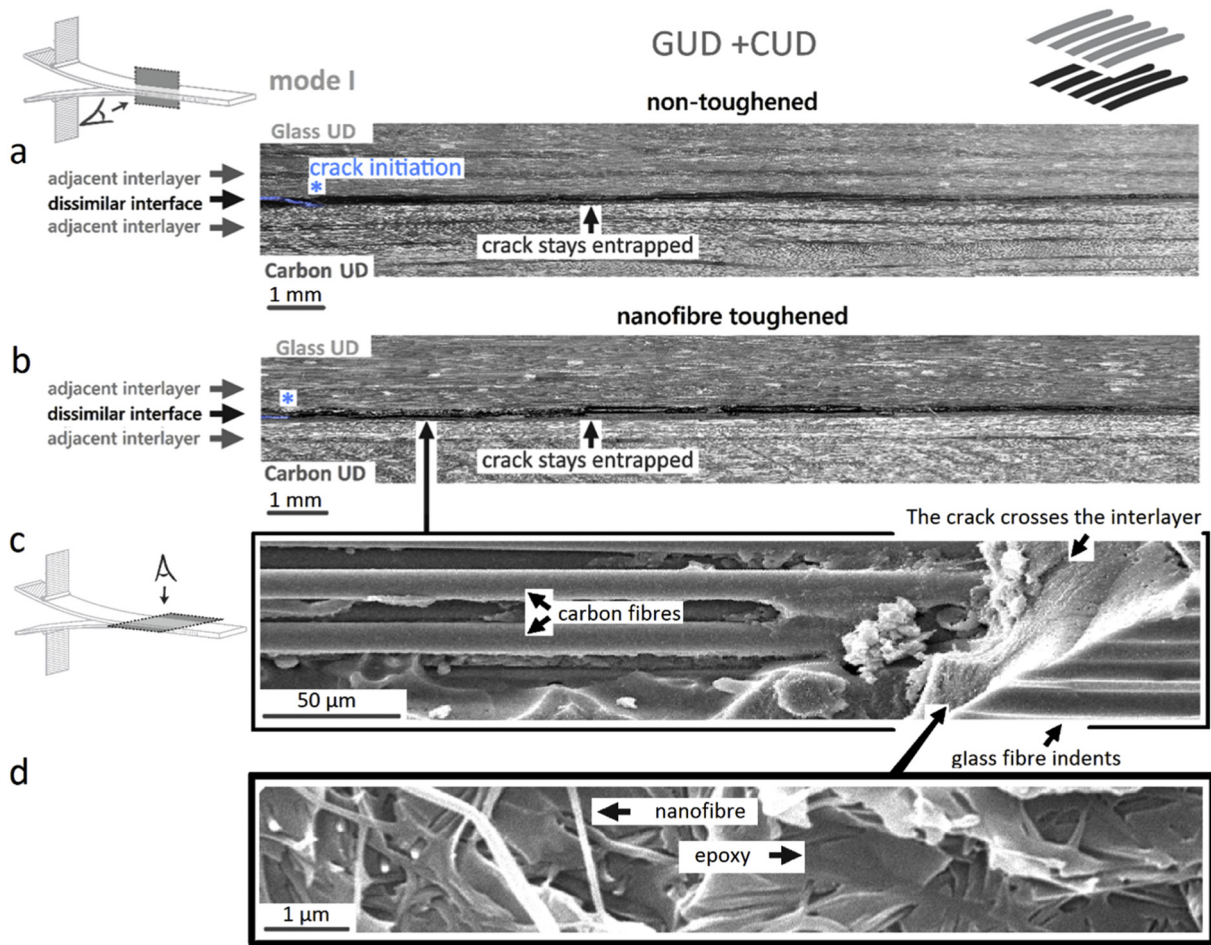 GUD +CUD
mode I
non-toughened
a
Glass UD
crack initiation
*
adjacent interlayer
dissimilar interface
adjacent interlayer
crack stays entrapped
Carbon UD
1 mm
nanofibre toughened
b
Glass UD
adjacent interlayer
*
dissimilar interface
adjacent interlayer
crack stays entrapped
Carbon UD
1 mm
The crack crosses the interlayer
c
carbon fibres
50 µm
glass fibre indents
d
nanofibre
epoxy
1 µm